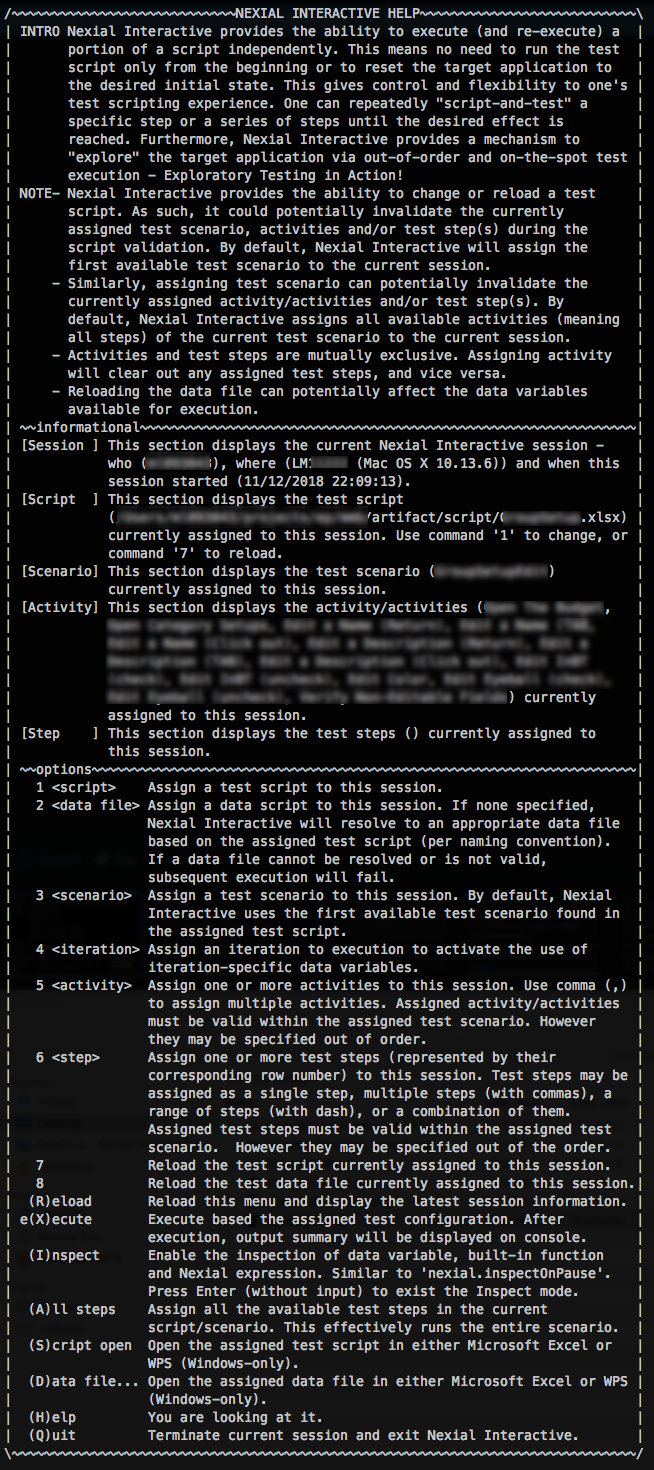 /~~~~~~~~~~~~~~~~~~~~~~~~~~~~NEXIAL INTERACTIVE HELP~~~~~~~~~~~~~~~~~~~~~~~~~~~\
| INTRO Nexial Interactive provides the ability to execute (and re-execute) a |
| portion of a script independently. This means no need to run the test |
| script only from the beginning or to reset the target application to |
| the desired initial state. This gives control and flexibility to one's |
| test scripting experience. One can repeatedly "script-and-test" a |
| specific step or a series of steps until the desired effect is |
| reached. Furthermore, Nexial Interactive provides a mechanism to |
| "explore" the target application via out-of-order and on-the-spot test |
| execution - Exploratory Testing in Action! |
| NOTE- Nexial Interactive provides the ability to change or reload a test |
| script. As such, it could potentially invalidate the currently |
| assigned test scenario, activities and/or test step(s) during the |
| script validation. By default, Nexial Interactive will assign the |
| first available test scenario to the current session. |
| - Similarly, assigning test scenario can potentially invalidate the |
| currently assigned activity/activities and/or test step(s). By |
| default, Nexial Interactive assigns all available activities (meaning |
| all steps) of the current test scenario to the current session. |
| - Activities and test steps are mutually exclusive. Assigning activity |
| will clear out any assigned test steps, and vice versa. |
| - Reloading the data file can potentially affect the data variables |
| available for execution. |
| ~~informational~~~~~~~~~~~~~~~~~~~~~~~~~~~~~~~~~~~~~~~~~~~~~~~~~~~~~~~~~~~~~~|
| [Session ] This section displays the current Nexial Interactive session - |
| who ( ), where (LM (Mac OS X 10.13.6)) and when this |
| session started (11/12/2018 22:09:13). |
| [Script ] This section displays the test script |
| ( /artifact/script/ .xlsx) |
| currently assigned to this session. Use command '1' to change, or |
| command '7' to reload. |
| [Scenario] This section displays the test scenario ( ) |
| currently assigned to this session. |
| [Activity] This section displays the activity/activities ( , |
| ) currently |
| assigned to this session. |
| [Step ] This section displays the test steps () currently assigned to |
| this session. |
| ~~options~~~~~~~~~~~~~~~~~~~~~~~~~~~~~~~~~~~~~~~~~~~~~~~~~~~~~~~~~~~~~~~~~~~~|
| 1 <script> Assign a test script to this session. |
| 2 <data file> Assign a data script to this session. If none specified, |
| Nexial Interactive will resolve to an appropriate data file |
| based on the assigned test script (per naming convention). |
| If a data file cannot be resolved or is not valid, |
| subsequent execution will fail. |
| 3 <scenario> Assign a test scenario to this session. By default, Nexial |
| Interactive uses the first available test scenario found in |
| the assigned test script. |
| 4 <iteration> Assign an iteration to execution to activate the use of |
| iteration-specific data variables. |
| 5 <activity> Assign one or more activities to this session. Use comma (,) |
| to assign multiple activities. Assigned activity/activities |
| must be valid within the assigned test scenario. However |
| they may be specified out of order. |
| 6 <step> Assign one or more test steps (represented by their |
| corresponding row number) to this session. Test steps may be |
| assigned as a single step, multiple steps (with commas), a |
| range of steps (with dash), or a combination of them. |
| Assigned test steps must be valid within the assigned test |
| scenario. However they may be specified out of the order. |
| 7 Reload the test script currently assigned to this session. |
| 8 Reload the test data file currently assigned to this session.|
| (R)eload Reload this menu and display the latest session information. |
| e(X)ecute Execute based the assigned test configuration. After |
| execution, output summary will be displayed on console. |
| (I)nspect Enable the inspection of data variable, built-in function |
| and Nexial expression. Similar to 'nexial.inspectOnPause'. |
| Press Enter (without input) to exist the Inspect mode. |
| (A)ll steps Assign all the available test steps in the current |
| script/scenario. This effectively runs the entire scenario. |
| (S)cript open Open the assigned test script in either Microsoft Excel or |
| WPS (Windows-only). |
| (D)ata file... Open the assigned data file in either Microsoft Excel or WPS |
| (Windows-only). |
| (H)elp You are looking at it. |
| (Q)uit Terminate current session and exit Nexial Interactive. |
\~~~~~~~~~~~~~~~~~~~~~~~~~~~~~~~~~~~~~~~~~~~~~~~~~~~~~~~~~~~~~~~~~~~~~~~~~~~~~~/